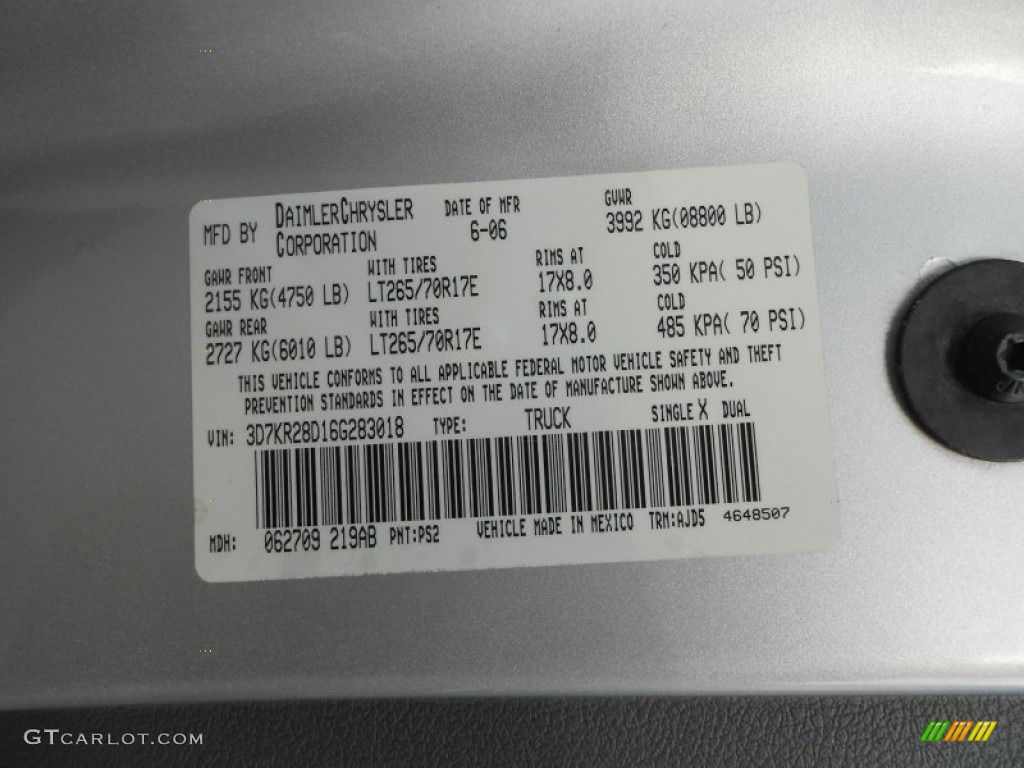 MFD BY DAIMLERCHRYSLER CORPORATION DATE OF MFR 6-06 GVWR 3992 KG(08800 LB)
GAWR FRONT WITH TIRES RIMS AT COLD
2155 KG(4750 LB) LT265/70R17E 17X8.0 350 KPA( 50 PSI)
GAWR REAR WITH TIRES RIMS AT COLD
2727 KG(6010 LB) LT265/70R17E 17X8.0 485 KPA( 70 PSI)
THIS VEHICLE CONFORMS TO ALL APPLICABLE FEDERAL MOTOR VEHICLE SAFETY AND THEFT
PREVENTION STANDARDS IN EFFECT ON THE DATE OF MANUFACTURE SHOWN ABOVE.
VIN: 3D7KR28D16G283018 TYPE: TRUCK SINGLE X DUAL
MDH: 062709 219AB PNT:PS2 VEHICLE MADE IN MEXICO TRM:AJD5 4648507
GTCARLOT.COM